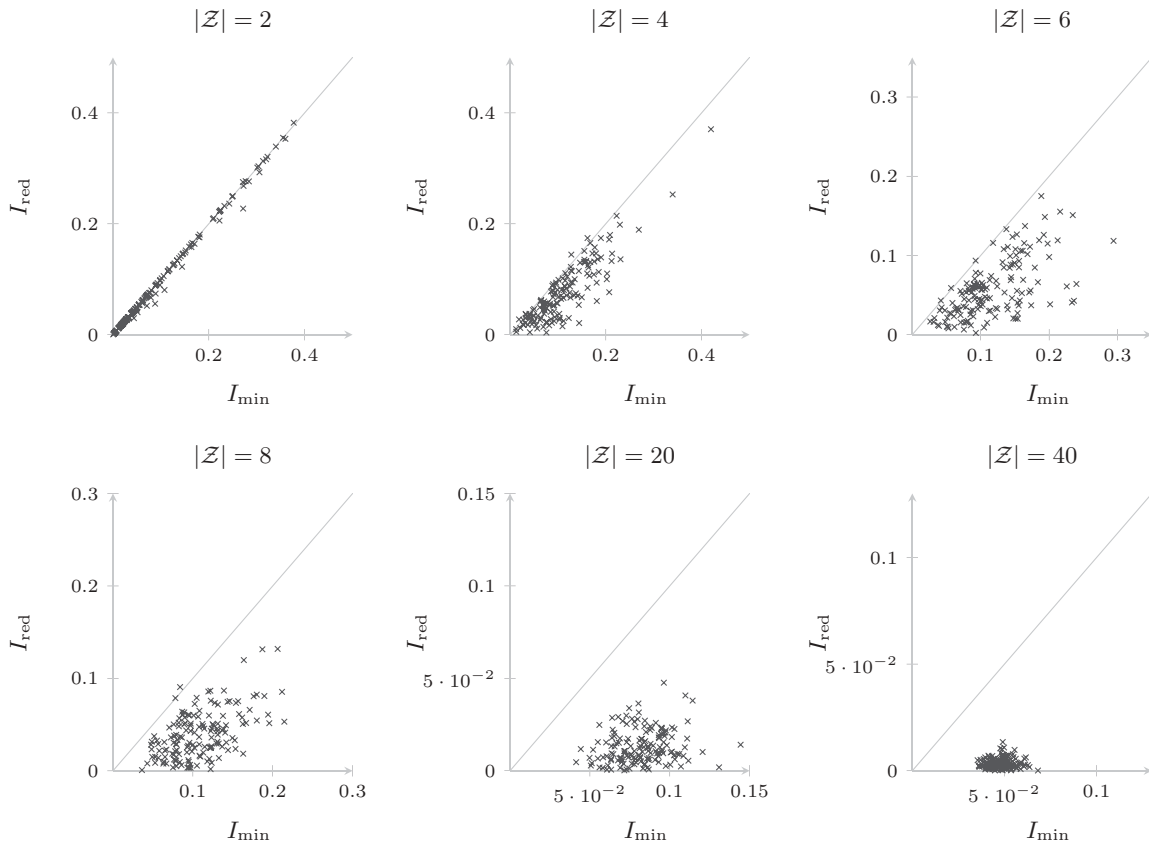 |𝒵| = 2
|𝒵| = 4
|𝒵| = 6
0.4
0.2
0
0.2 0.4
I_red
I_min
0.4
0.2
0
0.2 0.4
I_red
I_min
0.3
0.2
0.1
0
0.1 0.2 0.3
I_red
I_min
|𝒵| = 8
|𝒵| = 20
|𝒵| = 40
0.3
0.2
0.1
0
0.1 0.2 0.3
I_red
I_min
0.15
0.1
5 · 10⁻²
0
5 · 10⁻² 0.1 0.15
I_red
I_min
0.1
5 · 10⁻²
0
5 · 10⁻² 0.1
I_red
I_min